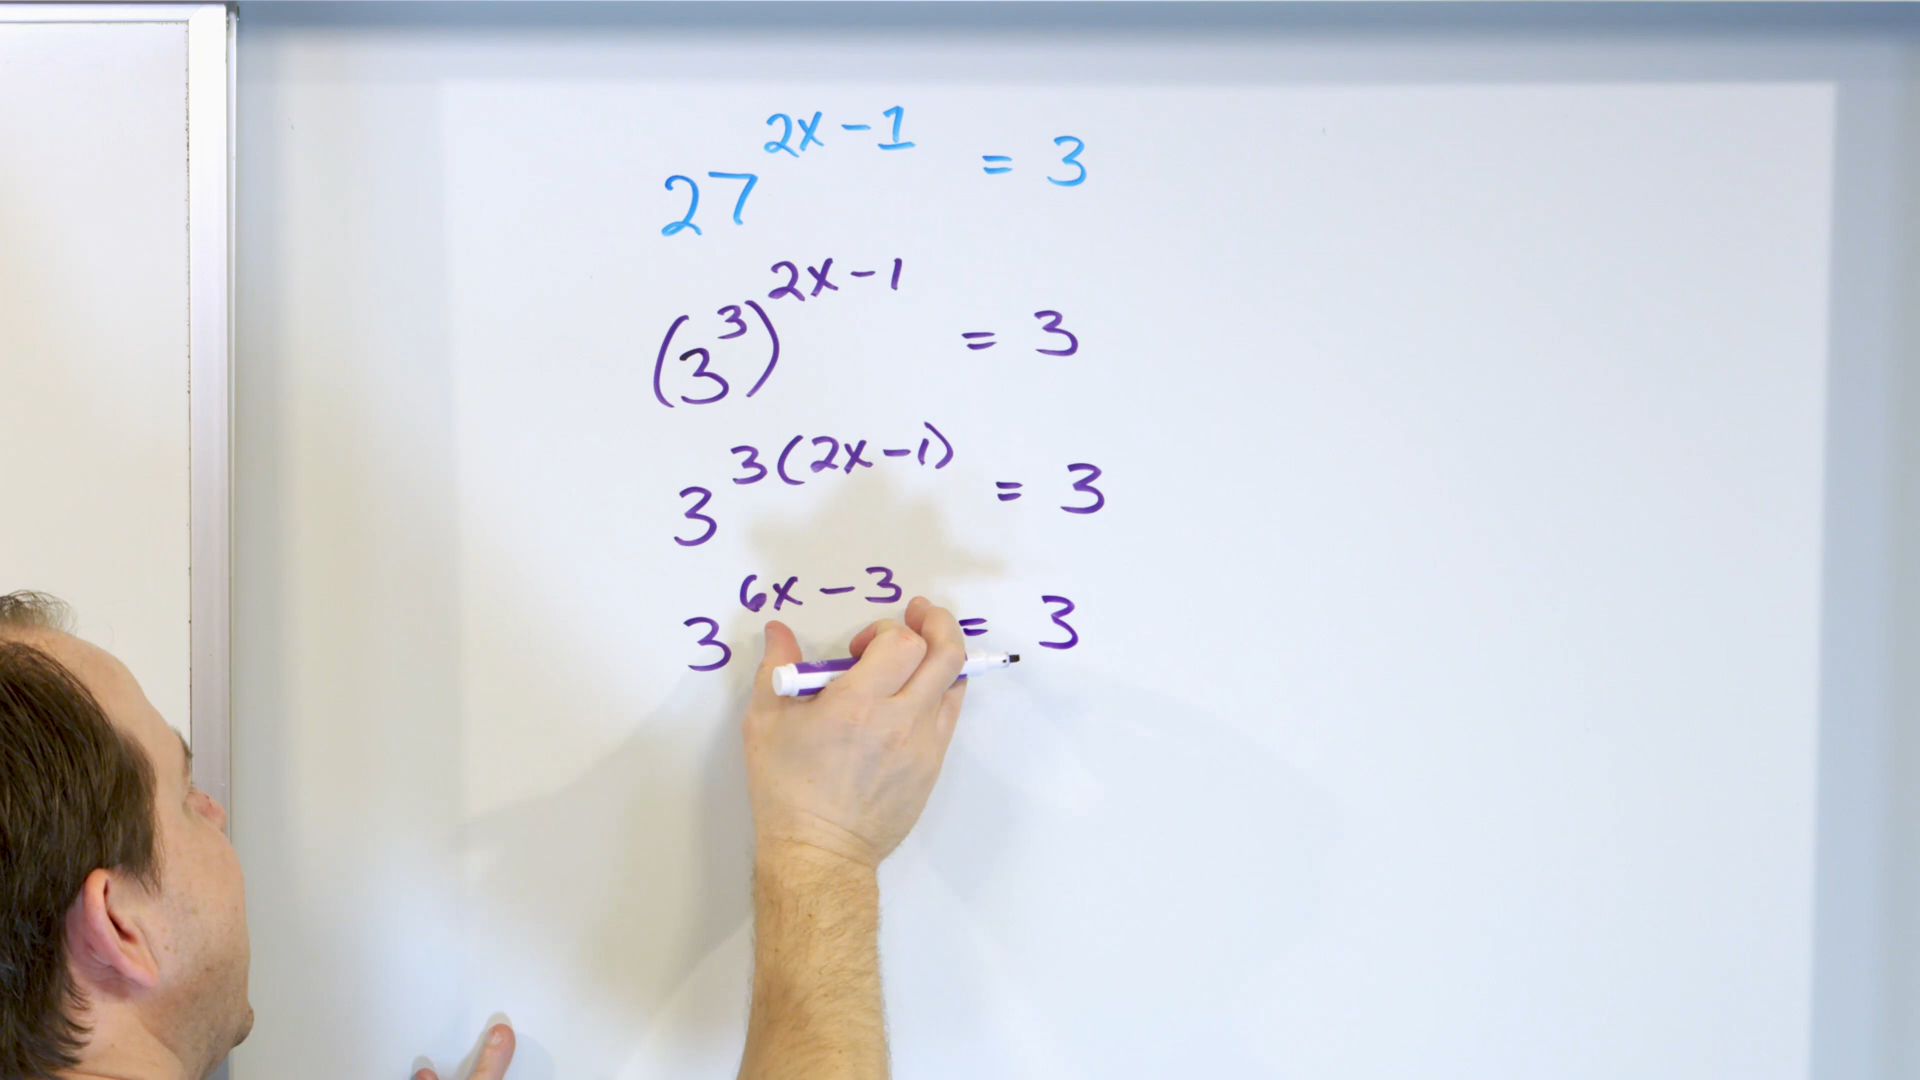 27^{2x-1} = 3
(3^3)^{2x-1} = 3
3^{3(2x-1)} = 3
3^{6x-3} = 3